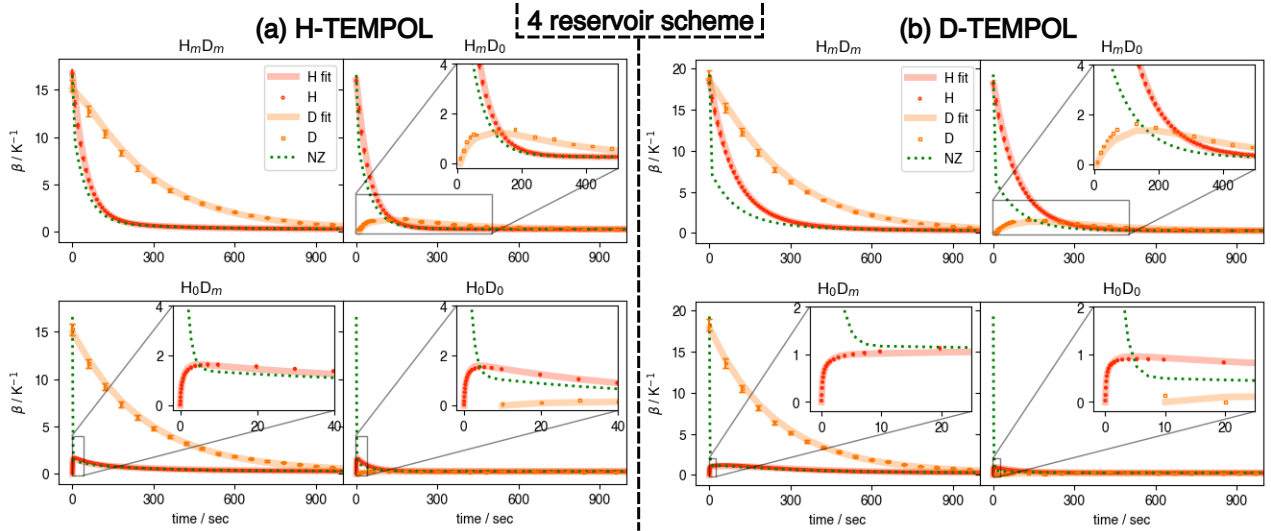 4 reservoir scheme
(a) H-TEMPOL
HmDm
HmD0
β / K⁻¹
15
10
5
0
H fit
H
D fit
D
NZ
4
2
0
0 200 400
0 300 600 900
0 300 600 900
H0Dm
H0D0
β / K⁻¹
15
10
5
0
4
2
0
0 20 40
4
2
0
0 20 40
0 300 600 900
0 300 600 900
time / sec
time / sec
(b) D-TEMPOL
HmDm
HmD0
β / K⁻¹
20
15
10
5
0
H fit
H
D fit
D
NZ
4
2
0
0 200 400
0 300 600 900
0 300 600 900
H0Dm
H0D0
β / K⁻¹
20
15
10
5
0
2
1
0
0 10 20
2
1
0
0 10 20
0 300 600 900
0 300 600 900
time / sec
time / sec